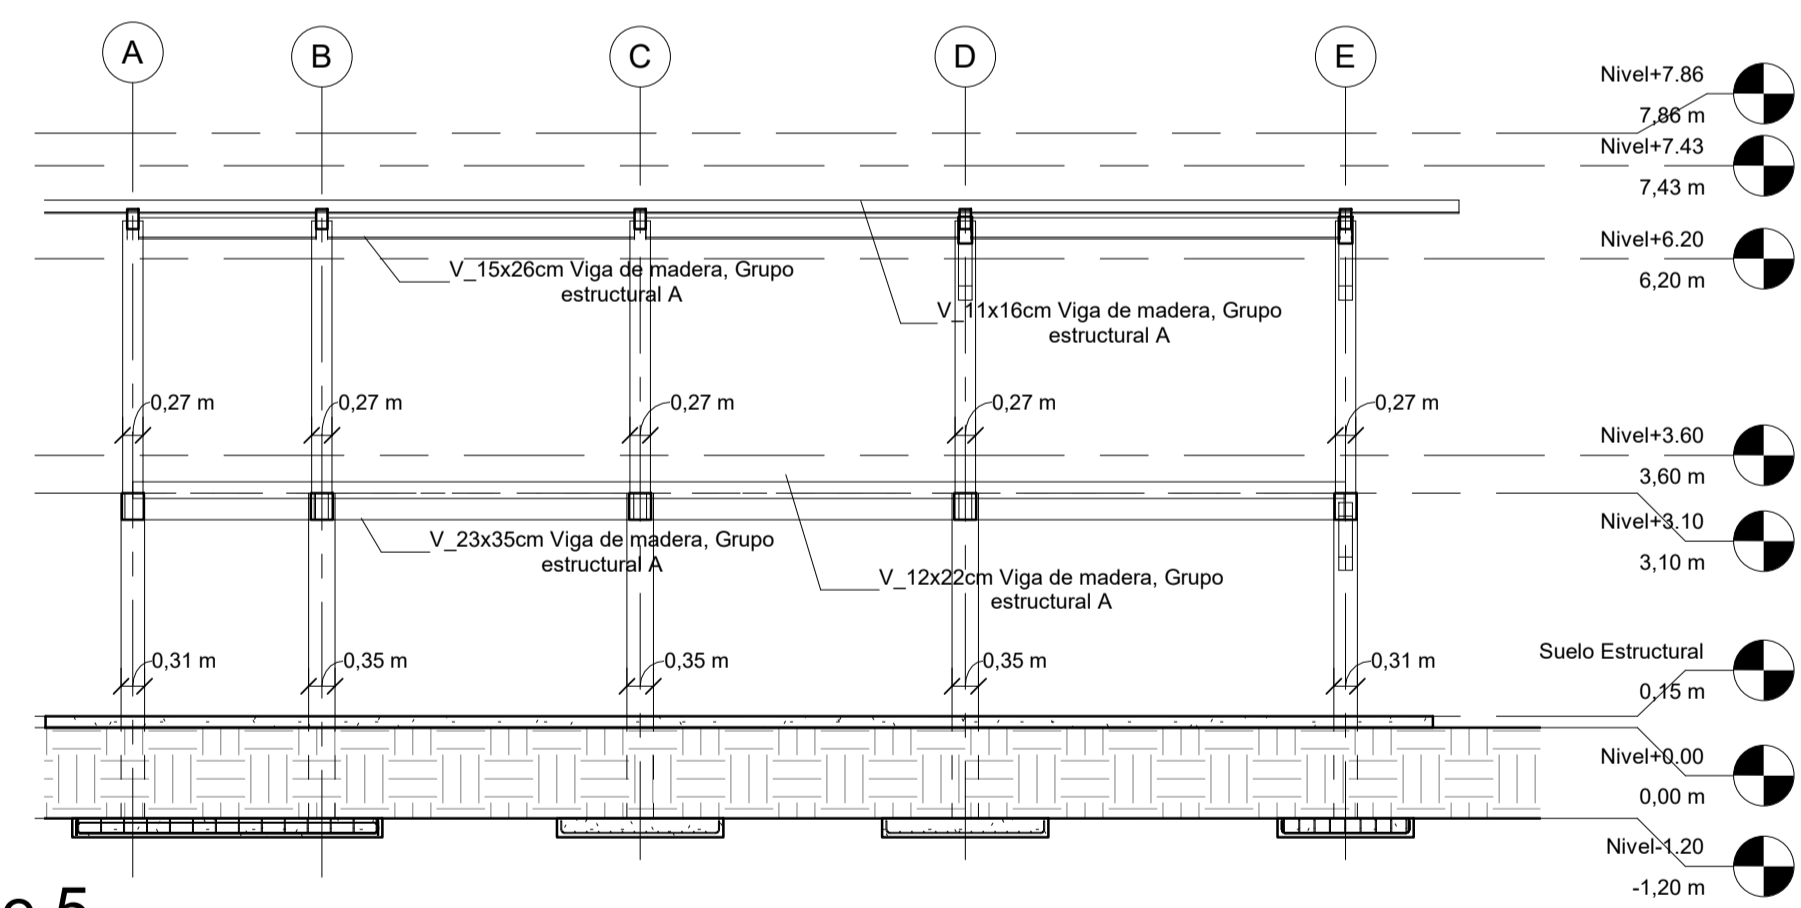 A
B
C
D
E
Nivel+7.86
7,86 m
Nivel+7.43
7,43 m
Nivel+6.20
6,20 m
V_15x26cm Viga de madera, Grupo
estructural A
V_11x16cm Viga de madera, Grupo
estructural A
0,27 m
0,27 m
0,27 m
0,27 m
0,27 m
Nivel+3.60
3,60 m
Nivel+3.10
3,10 m
V_23x35cm Viga de madera, Grupo
estructural A
V_12x22cm Viga de madera, Grupo
estructural A
0,31 m
0,35 m
0,35 m
0,35 m
0,31 m
Suelo Estructural
0,15 m
Nivel+0.00
0,00 m
Nivel-1.20
-1,20 m
5